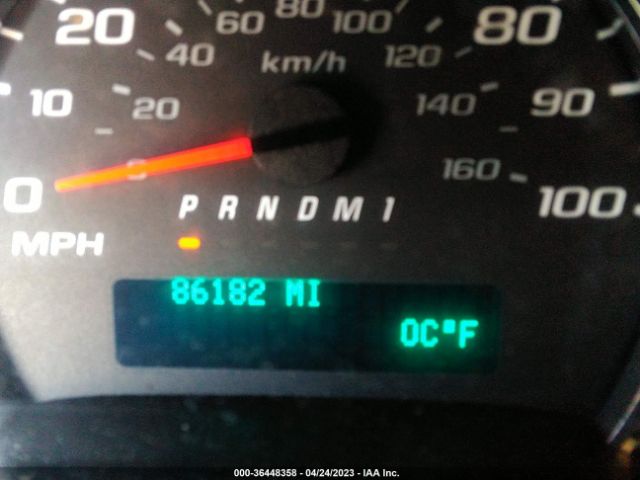 80
60 100
20 80
40 km/h 120
10 20 140 90
0 160 100
P R N D M 1
MPH
86182 MI
OC°F
000-36448358 - 04/24/2023 - IAA Inc.